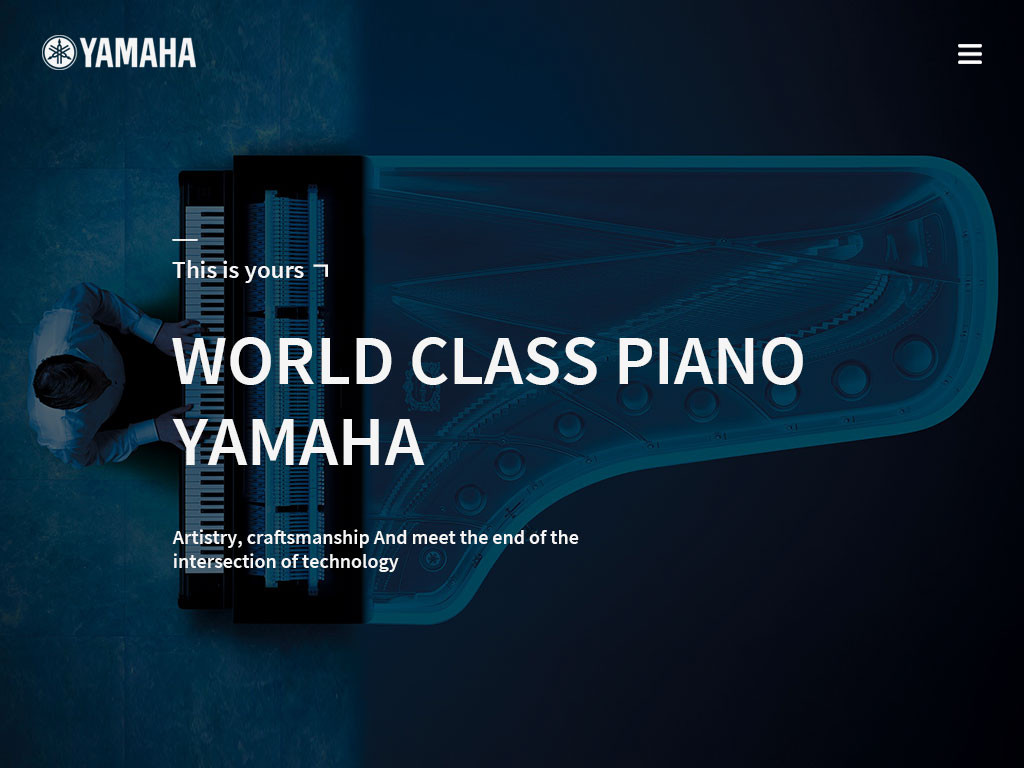 YAMAHA
This is yours
WORLD CLASS PIANO
YAMAHA
Artistry, craftsmanship And meet the end of the
intersection of technology